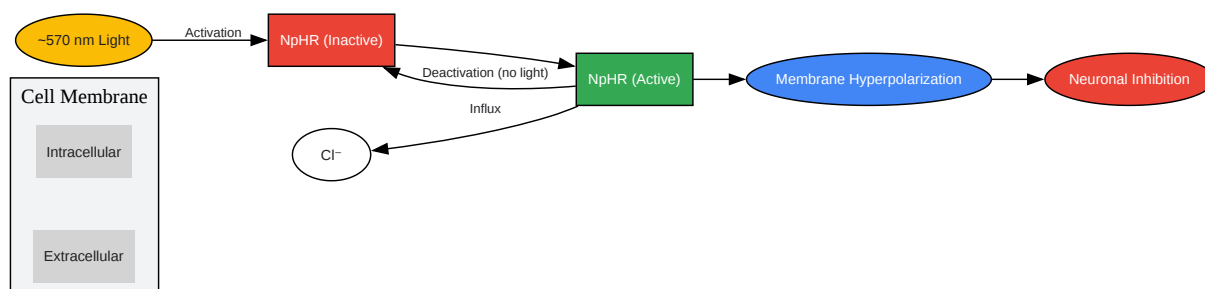 ~570 nm Light
Activation
NpHR (Inactive)
Deactivation (no light)
NpHR (Active)
Membrane Hyperpolarization
Neuronal Inhibition
Influx
Cl⁻
Cell Membrane
Intracellular
Extracellular